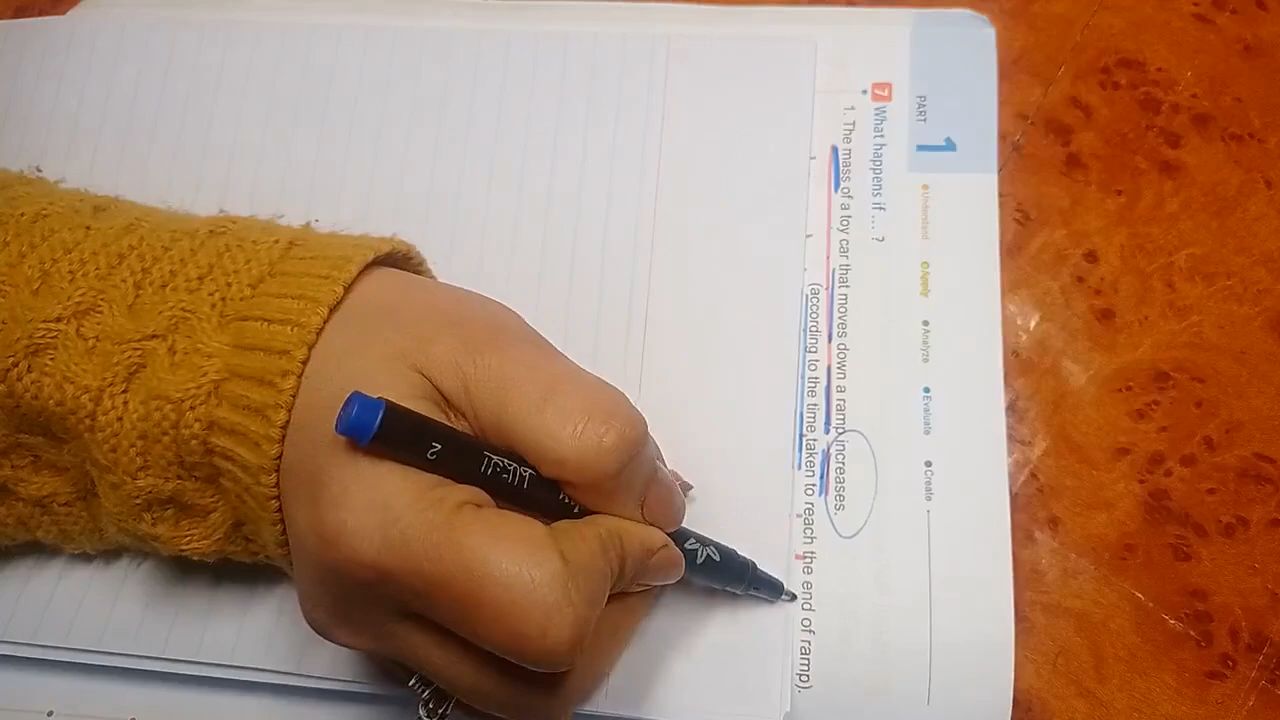 PART 1
Understand Apply Analyze Evaluate Create
7 What happens if ... ?
1. The mass of a toy car that moves down a ramp increases.
(according to the time taken to reach the end of ramp).
2